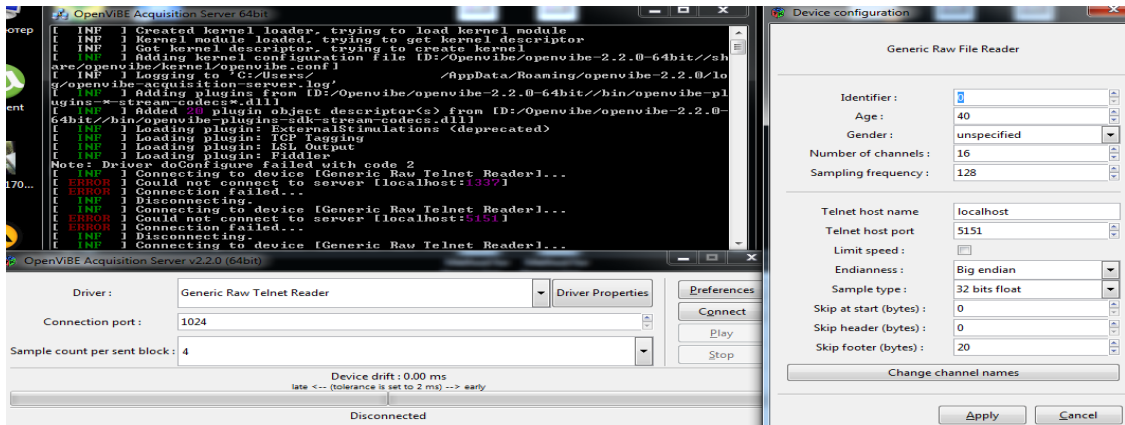 отер
ent
170...
OpenViBE Acquisition Server 64bit
[ INF ] Created kernel loader, trying to load kernel module
[ INF ] Kernel module loaded, trying to get kernel descriptor
[ INF ] Got kernel descriptor, trying to create kernel
[ INF ] Adding kernel configuration file [D:/Openvibe/openvibe-2.2.0-64bit//sh
are/openvibe/kernel/openvibe.conf]
[ INF ] Logging to 'C:/Users/ /AppData/Roaming/openvibe-2.2.0/lo
g/openvibe-acquisition-server.log'
[ INF ] Adding plugins from [D:/Openvibe/openvibe-2.2.0-64bit//bin/openvibe-pl
ugins-*-stream-codecs*.dll]
[ INF ] Added 20 plugin object descriptor(s) from [D:/Openvibe/openvibe-2.2.0-
64bit//bin/openvibe-plugins-sdk-stream-codecs.dll]
[ INF ] Loading plugin: ExternalStimulations (deprecated)
[ INF ] Loading plugin: TCP Tagging
[ INF ] Loading plugin: LSL Output
[ INF ] Loading plugin: Fiddler
Note: Driver doConfigure failed with code 2
[ INF ] Connecting to device [Generic Raw Telnet Reader]...
[ ERROR ] Could not connect to server [localhost:1337]
[ ERROR ] Connection failed...
[ INF ] Disconnecting.
[ INF ] Connecting to device [Generic Raw Telnet Reader]...
[ ERROR ] Could not connect to server [localhost:5151]
[ ERROR ] Connection failed...
[ INF ] Disconnecting.
[ INF ] Connecting to device [Generic Raw Telnet Reader]...
OpenViBE Acquisition Server v2.2.0 (64bit)
Driver : Generic Raw Telnet Reader Driver Properties Preferences
Connect
Connection port : 1024
Play
Sample count per sent block : 4 Stop
Device drift : 0.00 ms
late <-- (tolerance is set to 2 ms) --> early
Disconnected
Device configuration
Generic Raw File Reader
Identifier : 0
Age : 40
Gender : unspecified
Number of channels : 16
Sampling frequency : 128
Telnet host name localhost
Telnet host port 5151
Limit speed :
Endianness : Big endian
Sample type : 32 bits float
Skip at start (bytes) : 0
Skip header (bytes) : 0
Skip footer (bytes) : 20
Change channel names
Apply Cancel